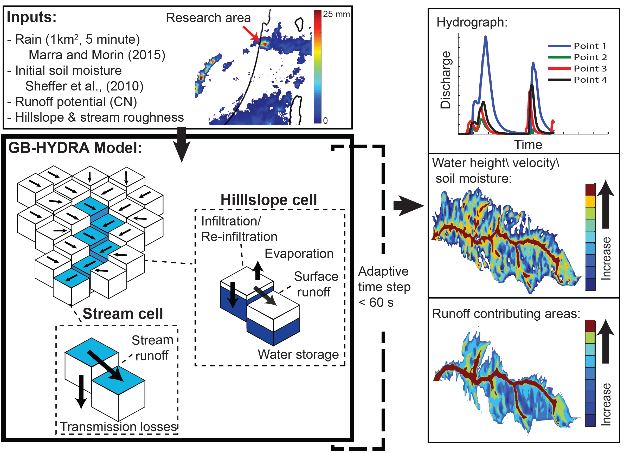 Inputs:
- Rain (1km², 5 minute)
Marra and Morin (2015)
- Initial soil moisture
Sheffer et al., (2010)
- Runoff potential (CN)
- Hillslope & stream roughness
Research area
25 mm
0
GB-HYDRA Model:
Hilllslope cell
Infiltration/
Re-infiltration
Evaporation
Surface
runoff
Water storage
Stream cell
Stream
runoff
Transmission losses
Adaptive
time step
< 60 s
Hydrograph:
Point 1
Point 2
Point 3
Point 4
Discharge
Time
Water height\ velocity\
soil moisture:
Increase
Runoff contributing areas:
Increase